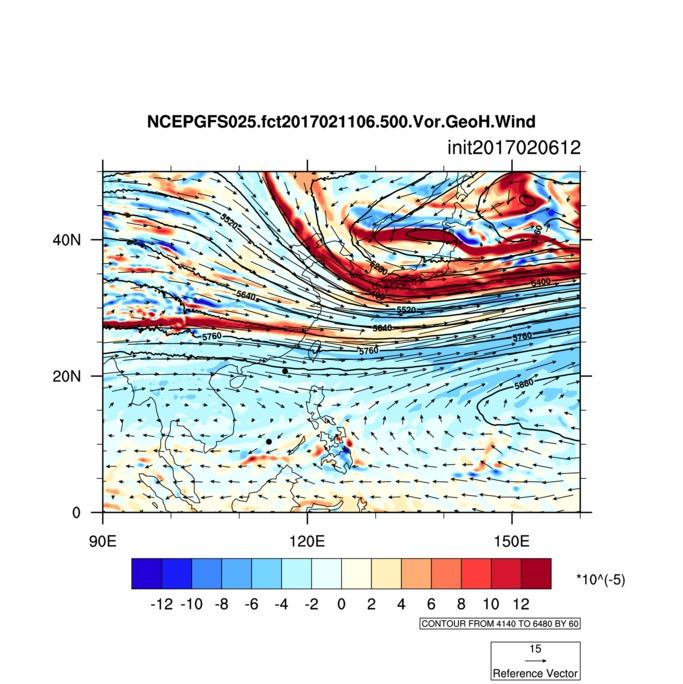 NCEPGFS025.fct2017021106.500.Vor.GeoH.Wind
init2017020612
5520
5280
5400
5640
5520
5640
5760
5760
5760
5880
40N
20N
0
90E 120E 150E
-12 -10 -8 -6 -4 -2 0 2 4 6 8 10 12
*10^(-5)
CONTOUR FROM 4140 TO 6480 BY 60
15
Reference Vector